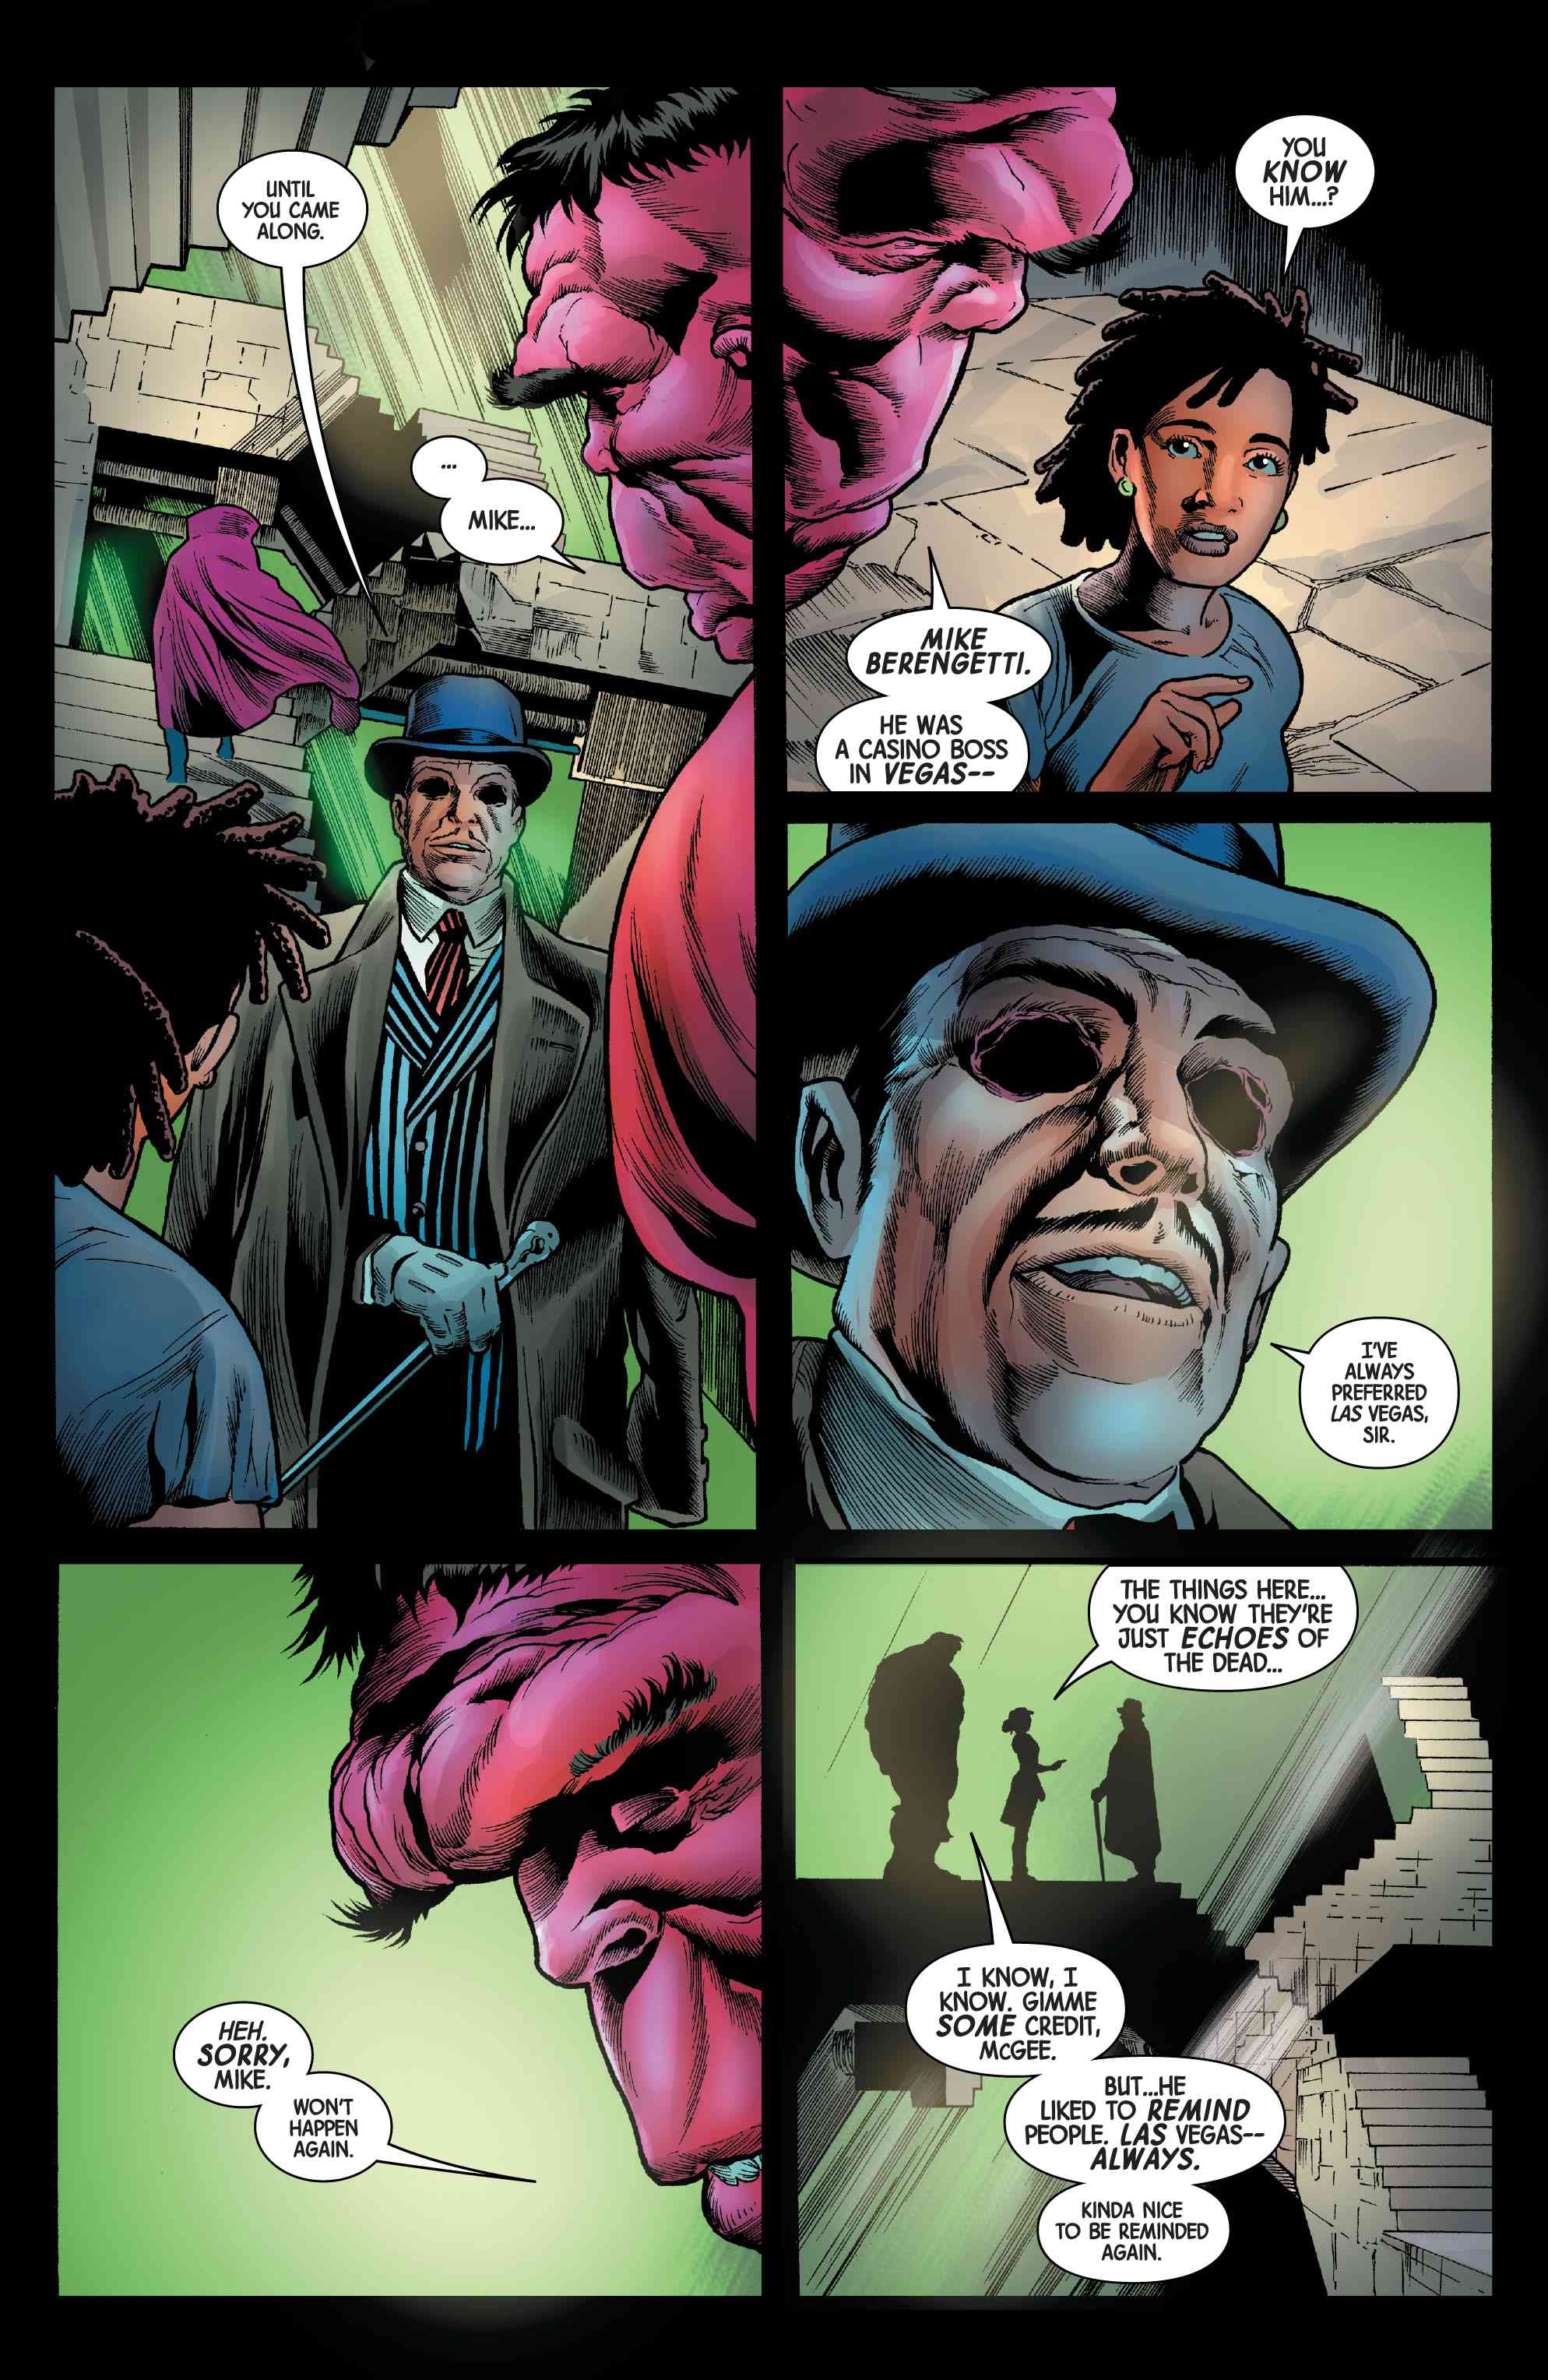 UNTIL
YOU CAME
ALONG.
...
MIKE...
YOU
KNOW
HIM...?
MIKE
BERENGETTI.
HE WAS
A CASINO BOSS
IN VEGAS--
I'VE
ALWAYS
PREFERRED
LAS VEGAS,
SIR.
HEH.
SORRY,
MIKE.
WON'T
HAPPEN
AGAIN.
THE THINGS HERE...
YOU KNOW THEY'RE
JUST ECHOES OF
THE DEAD...
I KNOW, I
KNOW. GIMME
SOME CREDIT,
McGEE.
BUT...HE
LIKED TO REMIND
PEOPLE. LAS VEGAS--
ALWAYS.
KINDA NICE
TO BE REMINDED
AGAIN.